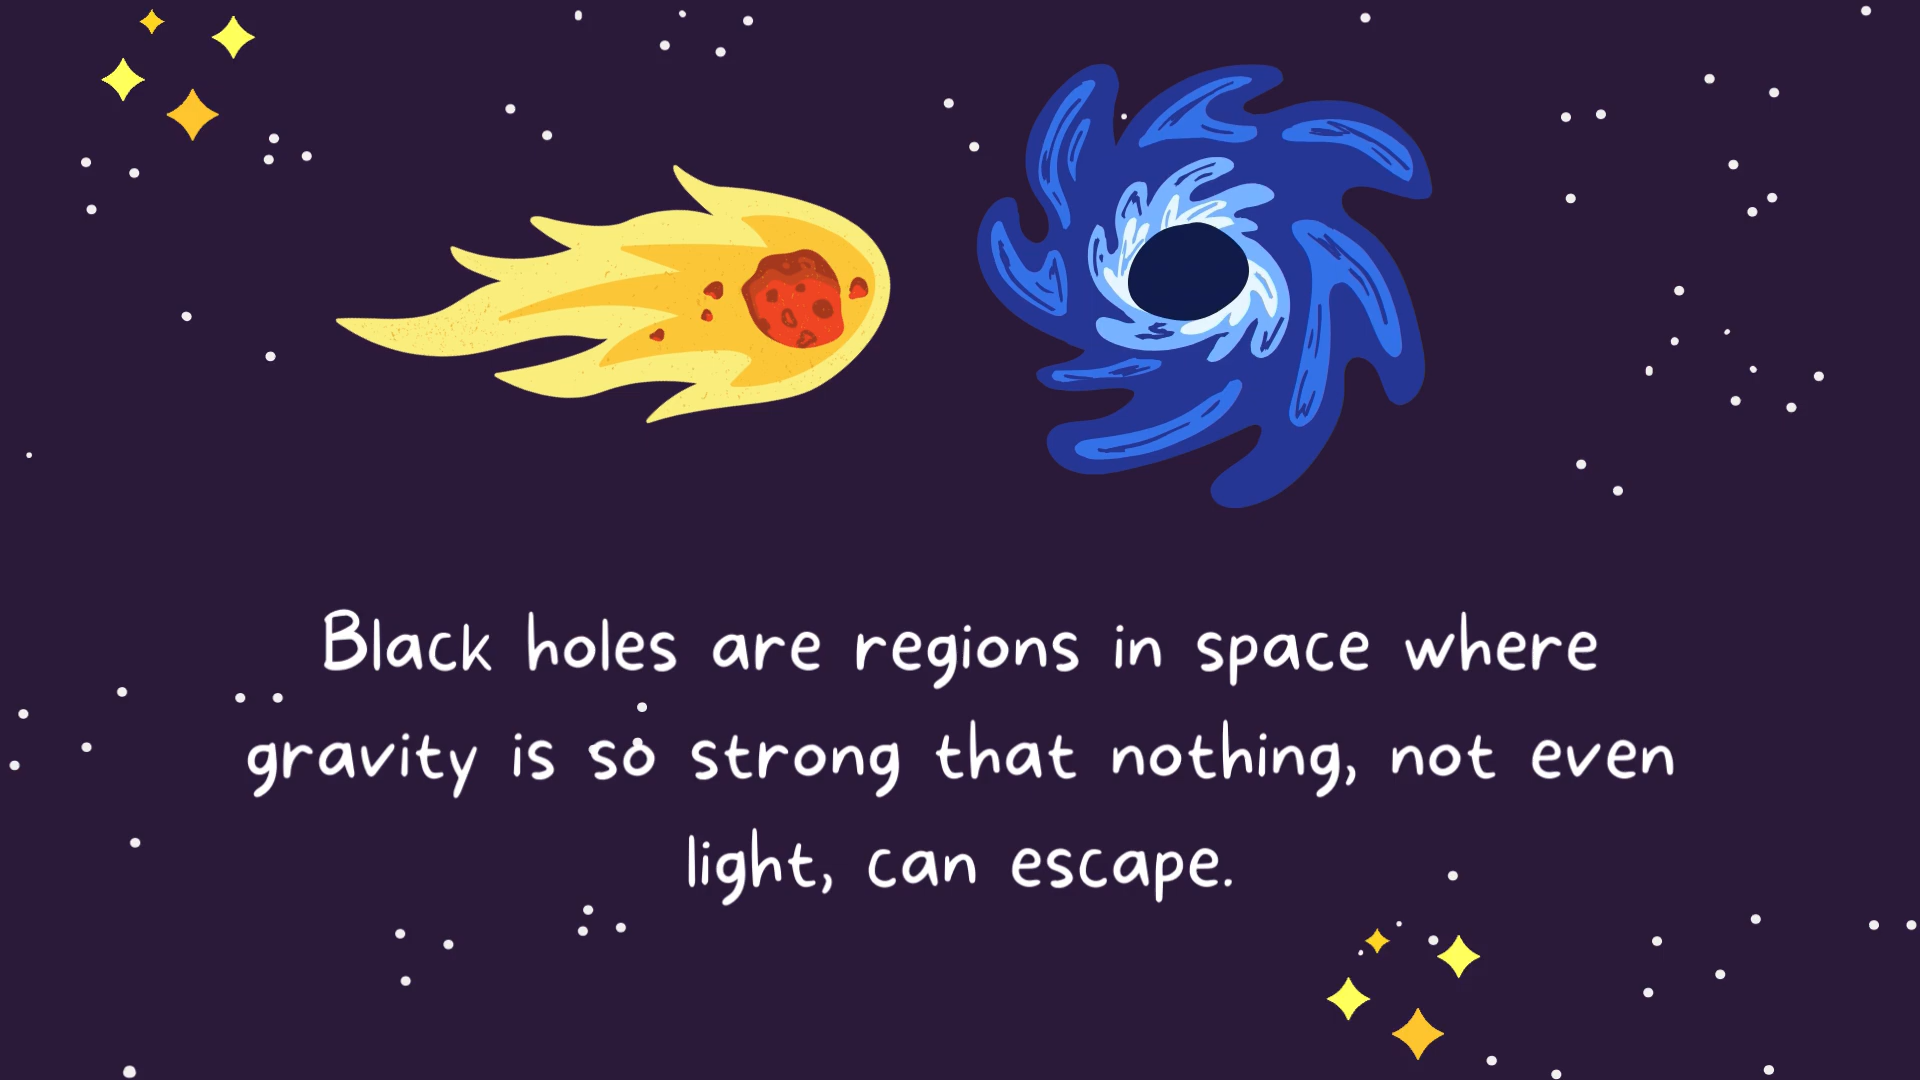 Black holes are regions in space where
gravity is so strong that nothing, not even
light, can escape.